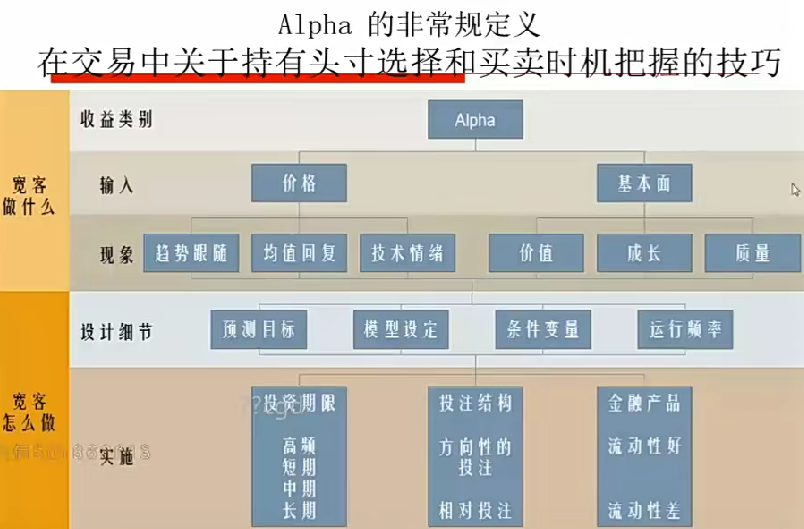 Alpha 的非常规定义
在交易中关于持有头寸选择和买卖时机把握的技巧
宽客
做什么
收益类别
Alpha
输入
价格
基本面
现象
趋势跟随
均值回复
技术情绪
价值
成长
质量
宽客
怎么做
设计细节
预测目标
模型设定
条件变量
运行频率
实施
投资期限
高频
短期
中期
长期
投注结构
方向性的
投注
相对投注
金融产品
流动性好
流动性差